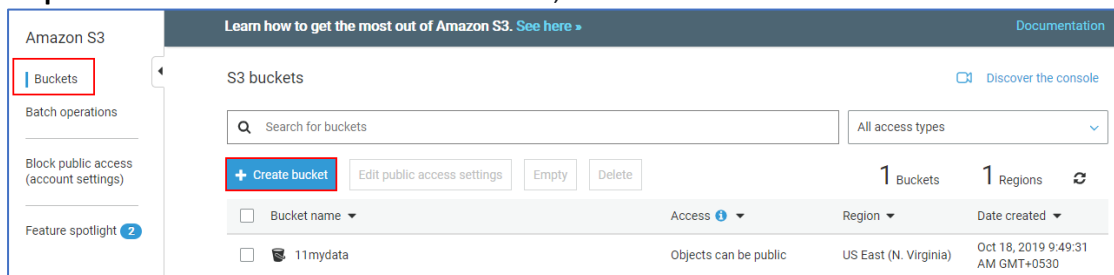 Amazon S3
Buckets
Batch operations
Block public access
(account settings)
Feature spotlight 2
Learn how to get the most out of Amazon S3. See here »
Documentation
S3 buckets
Discover the console
Search for buckets
All access types
+ Create bucket
Edit public access settings
Empty
Delete
1 Buckets
1 Regions
Bucket name
Access
Region
Date created
11mydata
Objects can be public
US East (N. Virginia)
Oct 18, 2019 9:49:31
AM GMT+0530